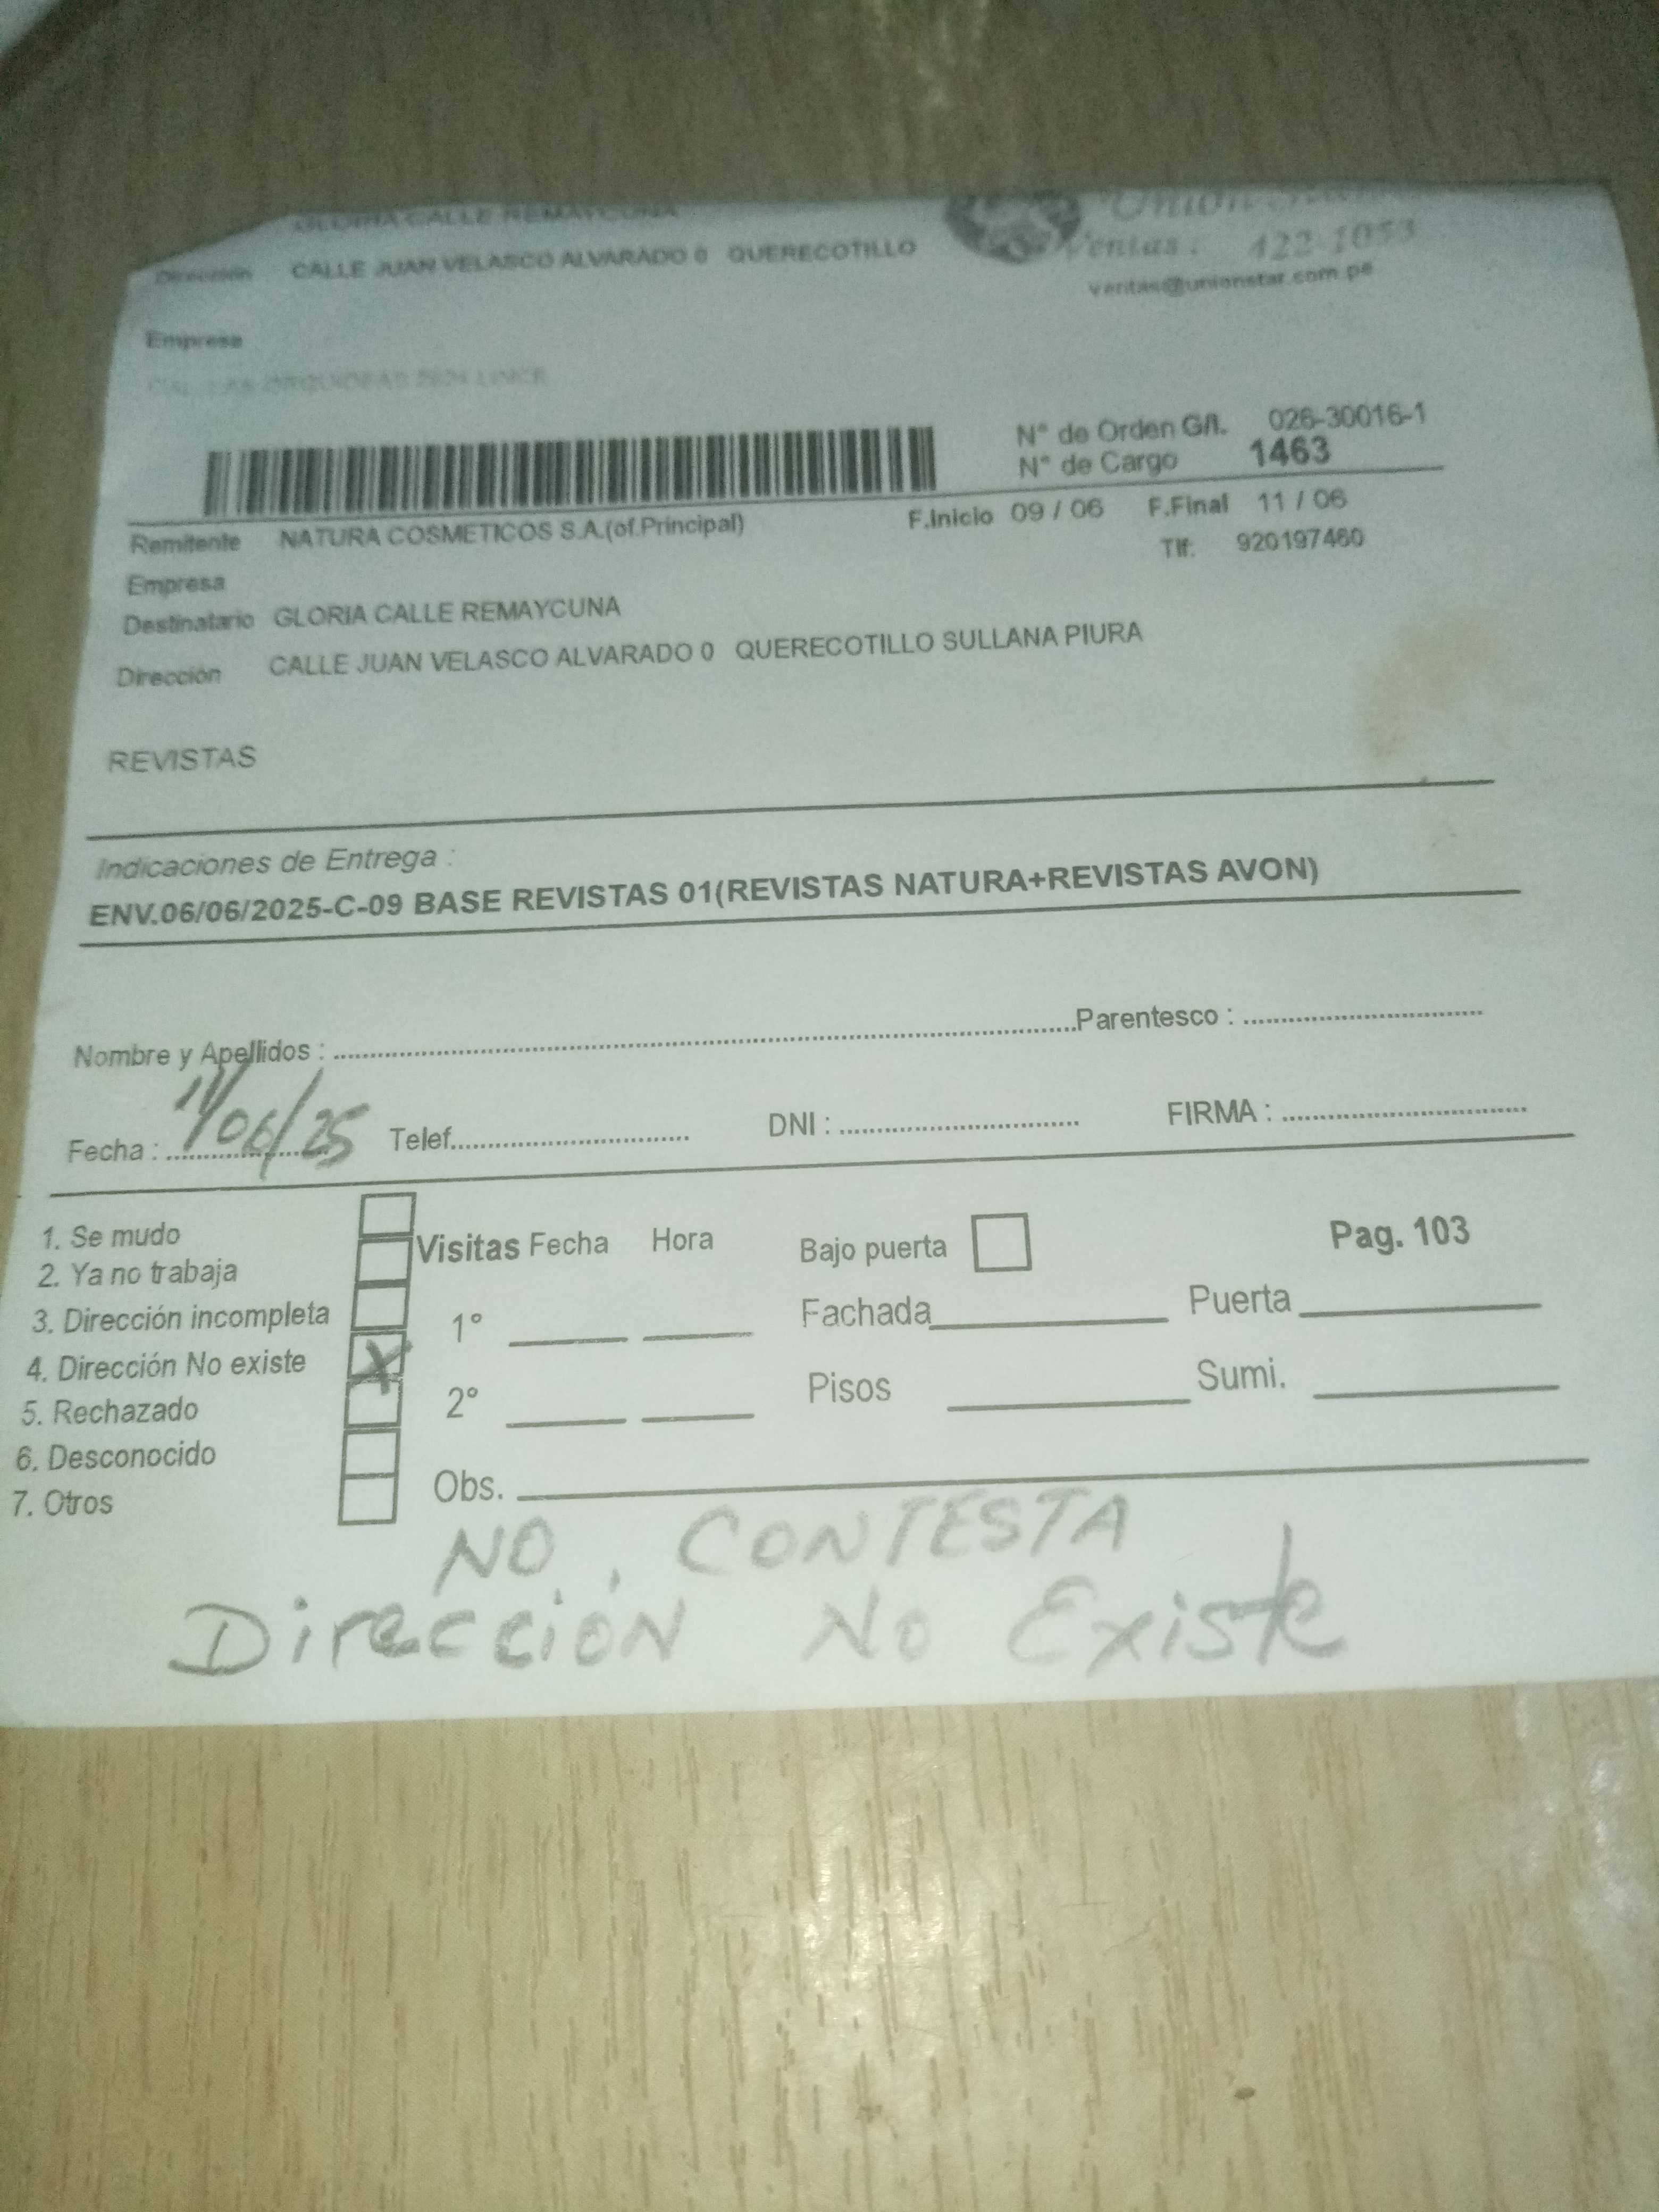 GLORIA CALLE REMAYCUNA
Dirección CALLE JUAN VELASCO ALVARADO 0 QUERECOTILLO
Ventas : 422-1053
ventas@unionstar.com.pe
Empresa
N° de Orden G/I. 026-30016-1
N° de Cargo 1463
Remitente NATURA COSMETICOS S.A.(of.Principal) F.Inicio 09 / 06 F.Final 11 / 06
Tlf: 920197460
Empresa
Destinatario GLORIA CALLE REMAYCUNA
Dirección CALLE JUAN VELASCO ALVARADO 0 QUERECOTILLO SULLANA PIURA
REVISTAS
Indicaciones de Entrega :
ENV.06/06/2025-C-09 BASE REVISTAS 01(REVISTAS NATURA+REVISTAS AVON)
Nombre y Apellidos : Parentesco :
Fecha : 11/06/25 Telef. DNI : FIRMA :
1. Se mudo
2. Ya no trabaja
3. Dirección incompleta
4. Dirección No existe X
5. Rechazado
6. Desconocido
7. Otros
Visitas Fecha Hora Bajo puerta Pag. 103
1° Fachada Puerta
2° Pisos Sumi.
Obs.
NO, CONTESTA
Dirección No Existe